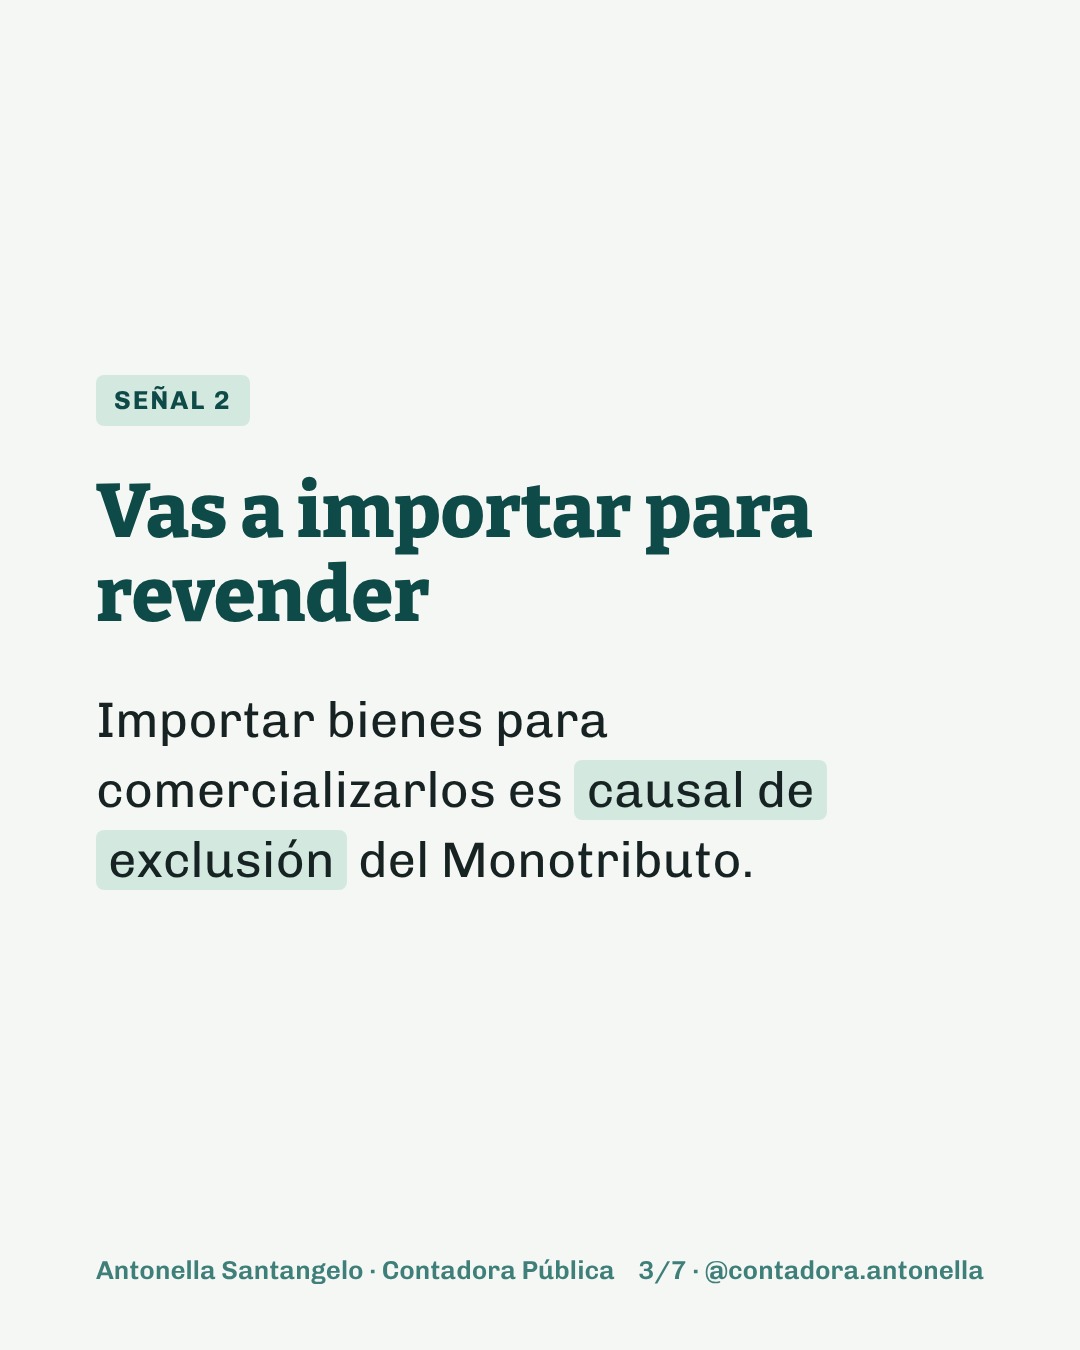 SEÑAL 2
Vas a importar para
revender
Importar bienes para
comercializarlos es causal de
exclusión del Monotributo.
Antonella Santangelo · Contadora Pública 3/7 · @contadora.antonella